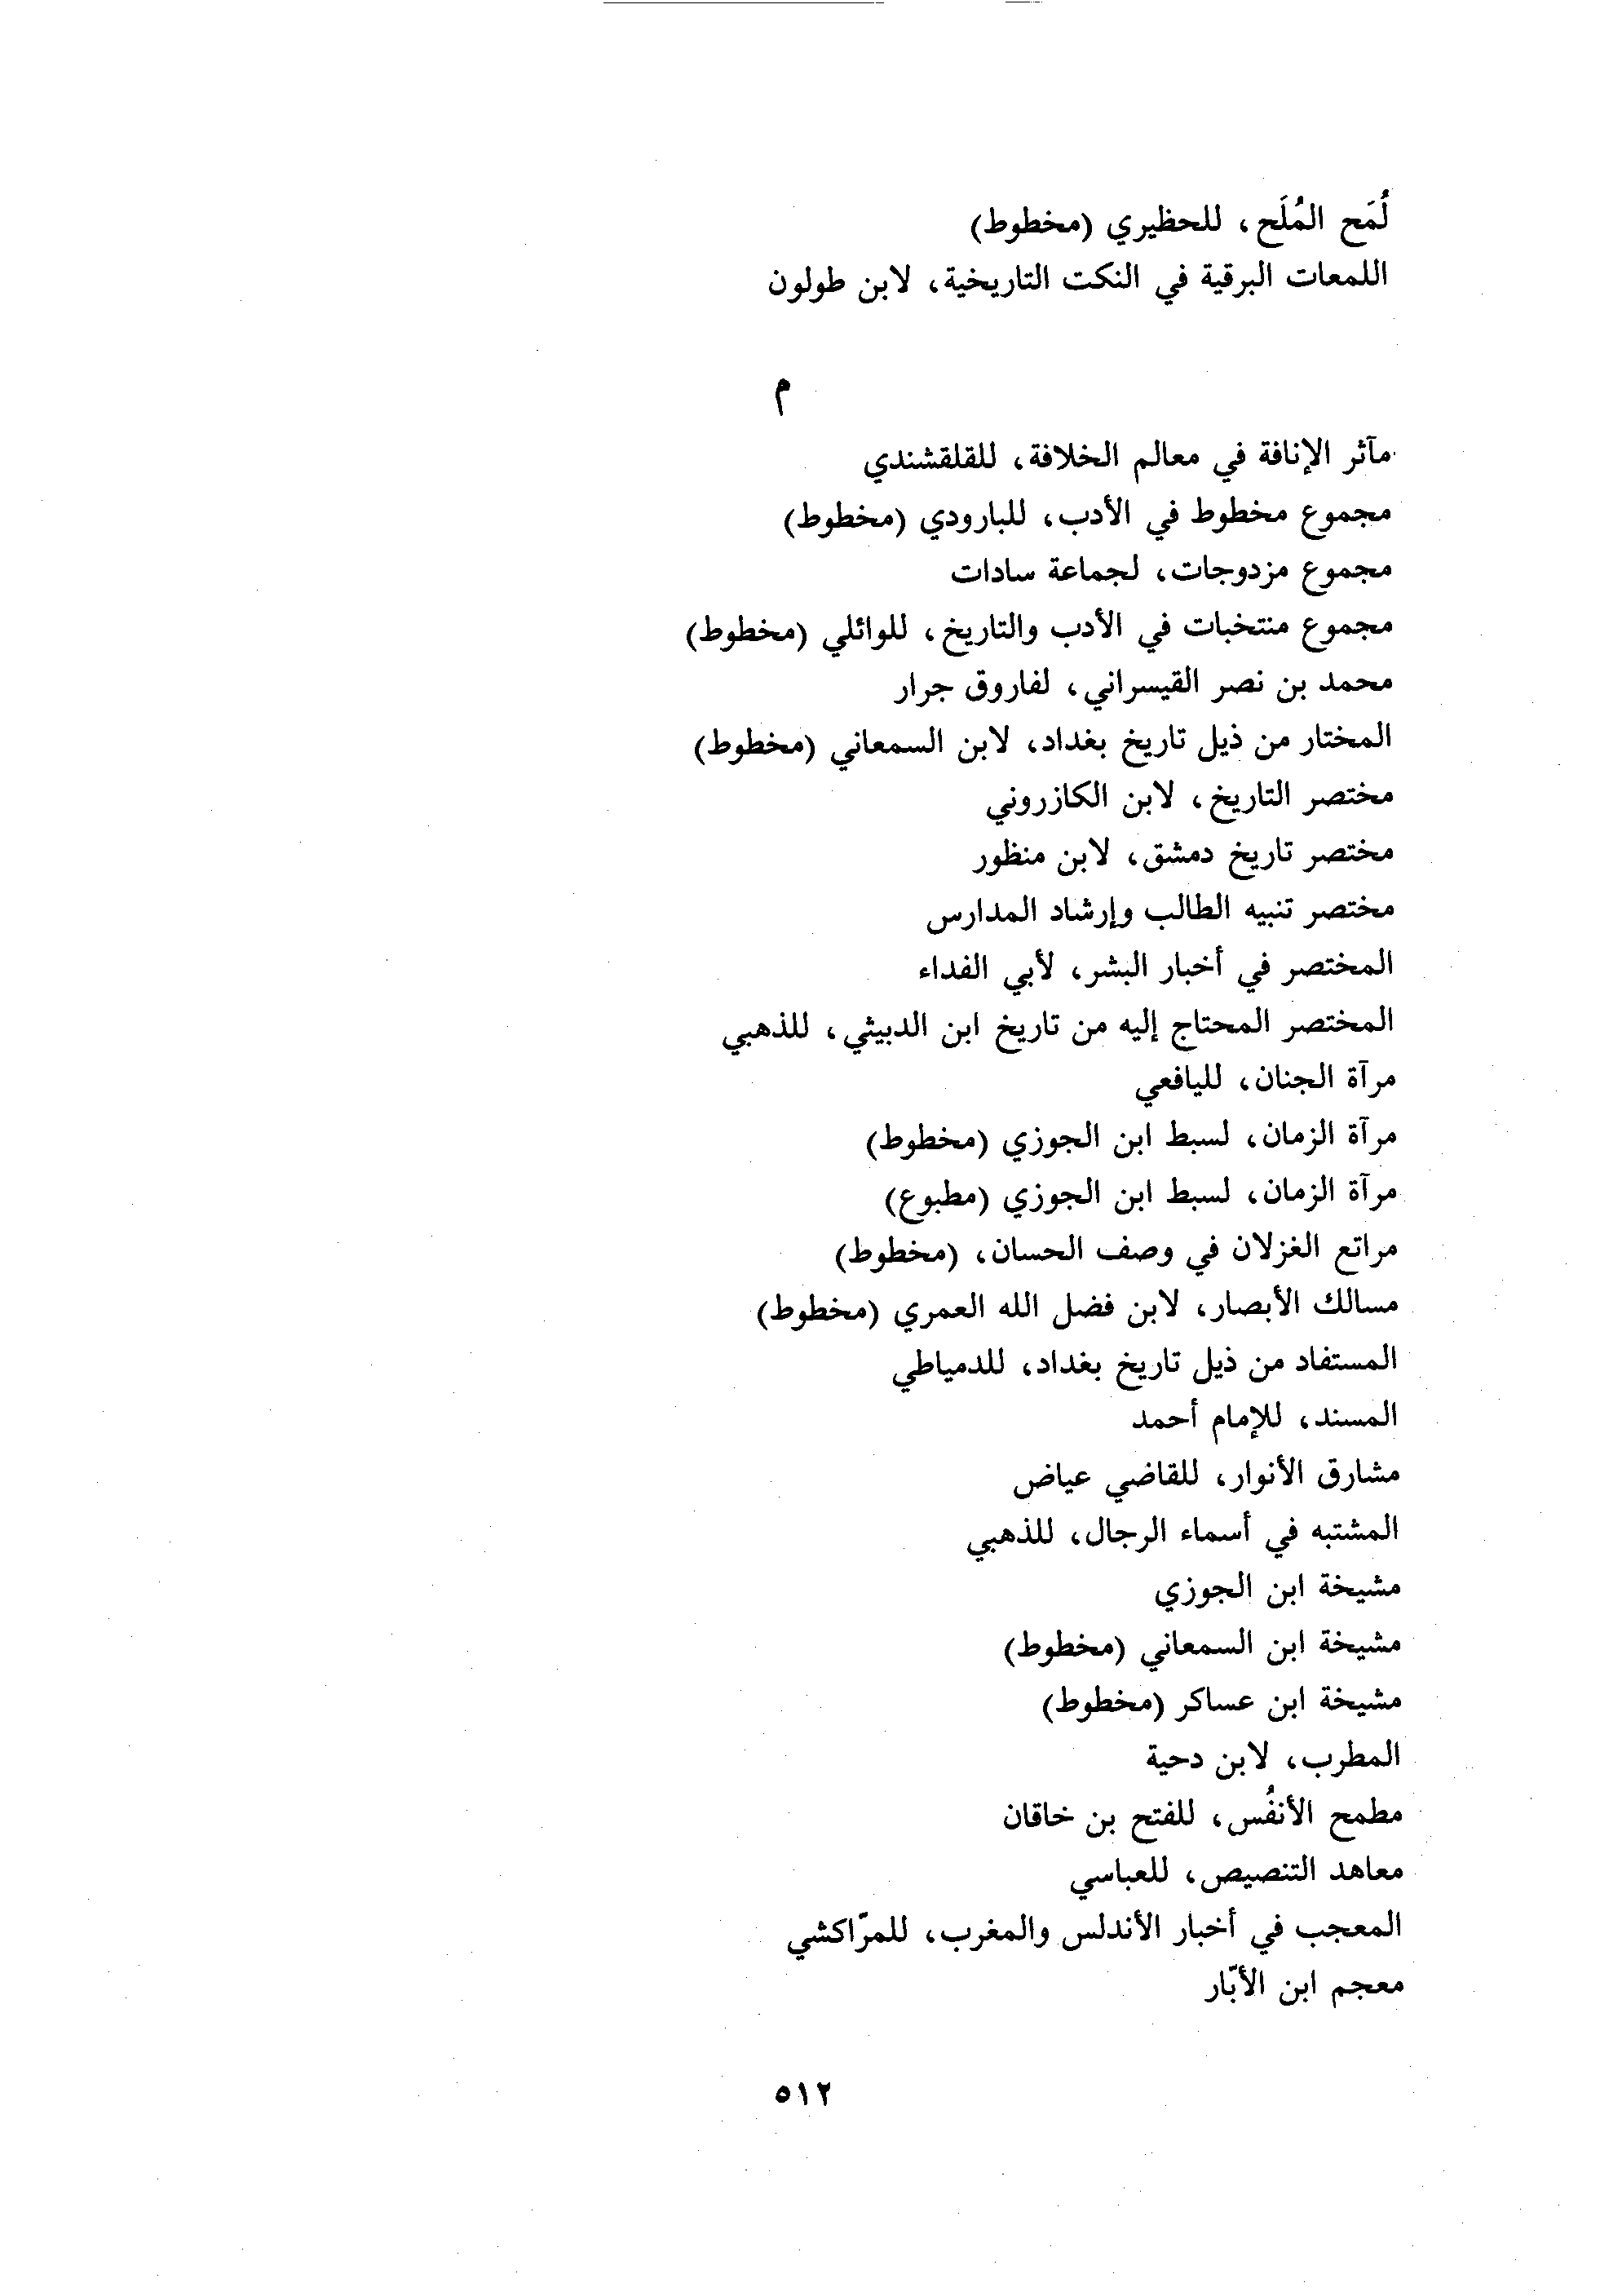 لُمَح المُلَح، للحظيري (مخطوط)
اللمعات البرقية في النكت التاريخية، لابن طولون
م
مآثر الإنافة في معالم الخلافة، للقلقشندي
مجموع مخطوط في الأدب، للبارودي (مخطوط)
مجموع مزدوجات، لجماعة سادات
مجموع منتخبات في الأدب والتاريخ، للوائلي (مخطوط)
محمد بن نصر القيسراني، لفاروق جرار
المختار من ذيل تاريخ بغداد، لابن السمعاني (مخطوط)
مختصر التاريخ، لابن الكازروني
مختصر تاريخ دمشق، لابن منظور
مختصر تنبيه الطالب وإرشاد المدارس
المختصر في أخبار البشر، لأبي الفداء
المختصر المحتاج إليه من تاريخ ابن الدبيثي، للذهبي
مرآة الجنان، لليافعي
مرآة الزمان، لسبط ابن الجوزي (مخطوط)
مرآة الزمان، لسبط ابن الجوزي (مطبوع)
مراتع الغزلان في وصف الحسان، (مخطوط)
مسالك الأبصار، لابن فضل الله العمري (مخطوط)
المستفاد من ذيل تاريخ بغداد، للدمياطي
المسند، للإمام أحمد
مشارق الأنوار، للقاضي عياض
المشتبه في أسماء الرجال، للذهبي
مشيخة ابن الجوزي
مشيخة ابن السمعاني (مخطوط)
مشيخة ابن عساكر (مخطوط)
المطرب، لابن دحية
مطمح الأنفُس، للفتح بن خاقان
معاهد التنصيص، للعباسي
المعجب في أخبار الأندلس والمغرب، للمرّاكشي
معجم ابن الأبّار
٥١٢